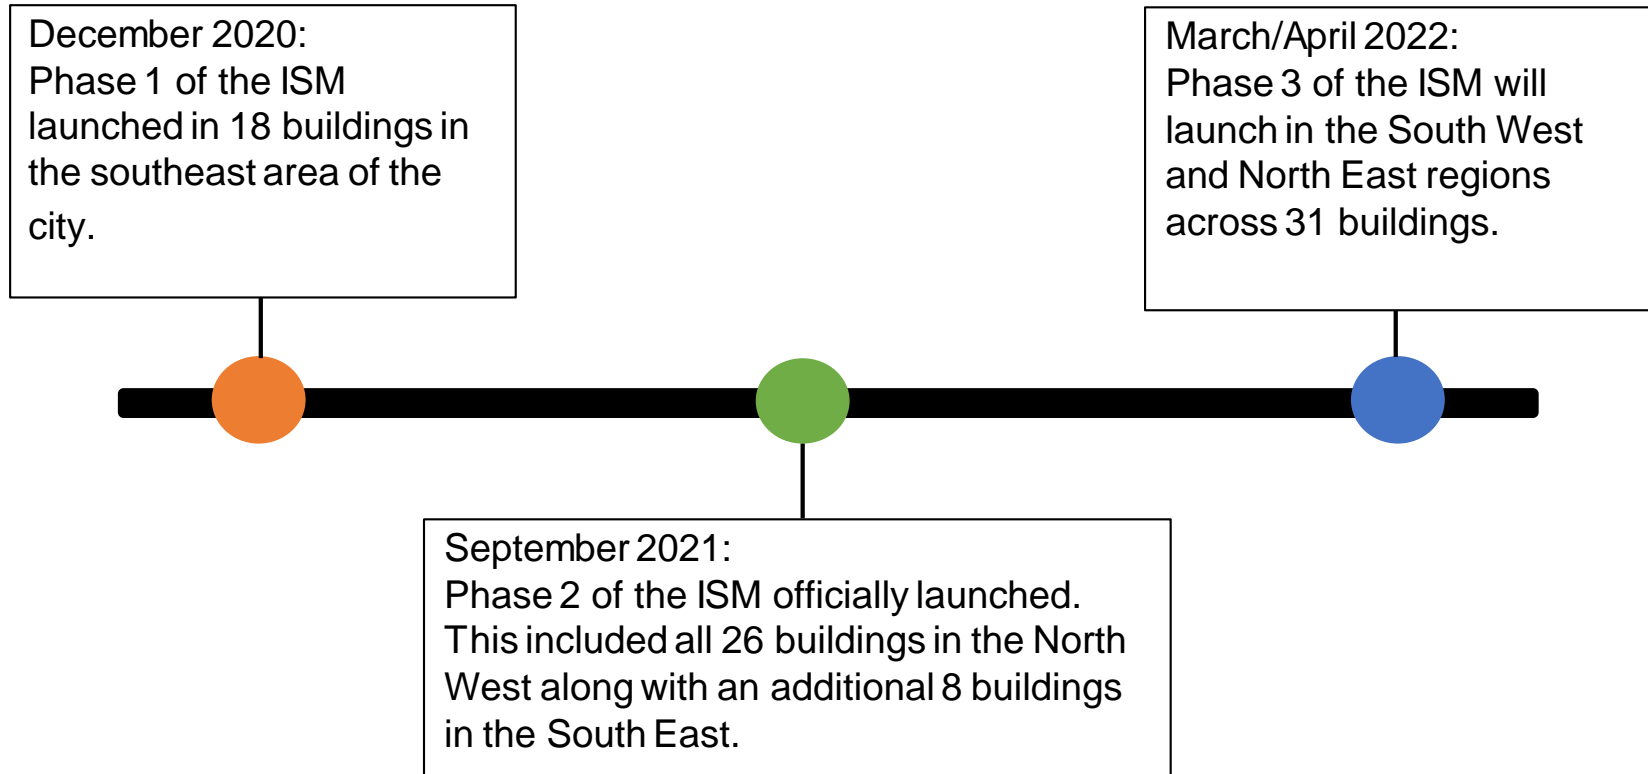 December 2020:
Phase 1 of the ISM
launched in 18 buildings in
the southeast area of the
city.
September 2021:
Phase 2 of the ISM officially launched.
This included all 26 buildings in the North
West along with an additional 8 buildings
in the South East.
March/April 2022:
Phase 3 of the ISM will
launch in the South West
and North East regions
across 31 buildings.